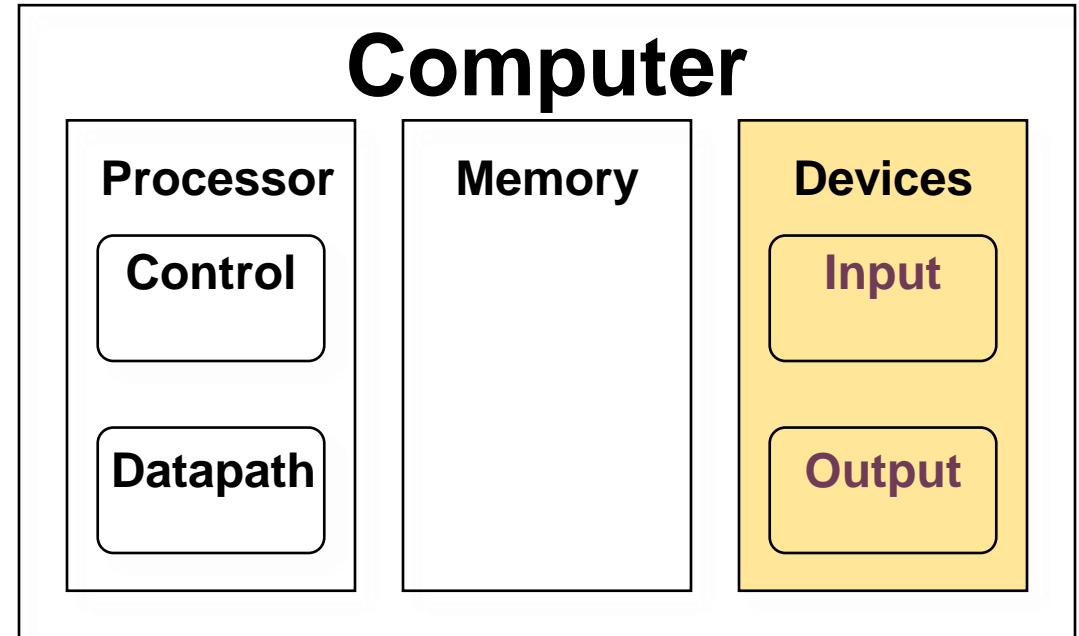 Computer
Processor
Control
Datapath
Memory
Devices
Input
Output